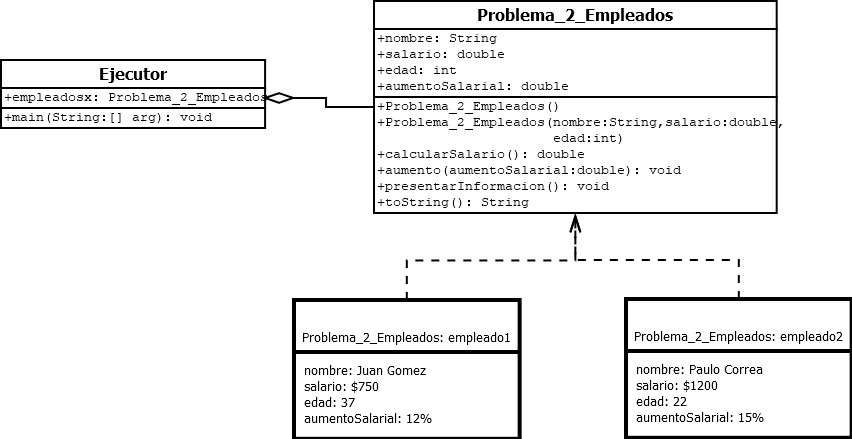 Problema_2_Empleados
+nombre: String
+salario: double
+edad: int
+aumentoSalarial: double
+Problema_2_Empleados()
+Problema_2_Empleados(nombre:String,salario:double,
edad:int)
+calcularSalario(): double
+aumento(aumentoSalarial:double): void
+presentarInformacion(): void
+toString(): String
Ejecutor
+empleadosx: Problema_2_Empleados
+main(String:[] arg): void
Problema_2_Empleados: empleado1
nombre: Juan Gomez
salario: $750
edad: 37
aumentoSalarial: 12%
Problema_2_Empleados: empleado2
nombre: Paulo Correa
salario: $1200
edad: 22
aumentoSalarial: 15%